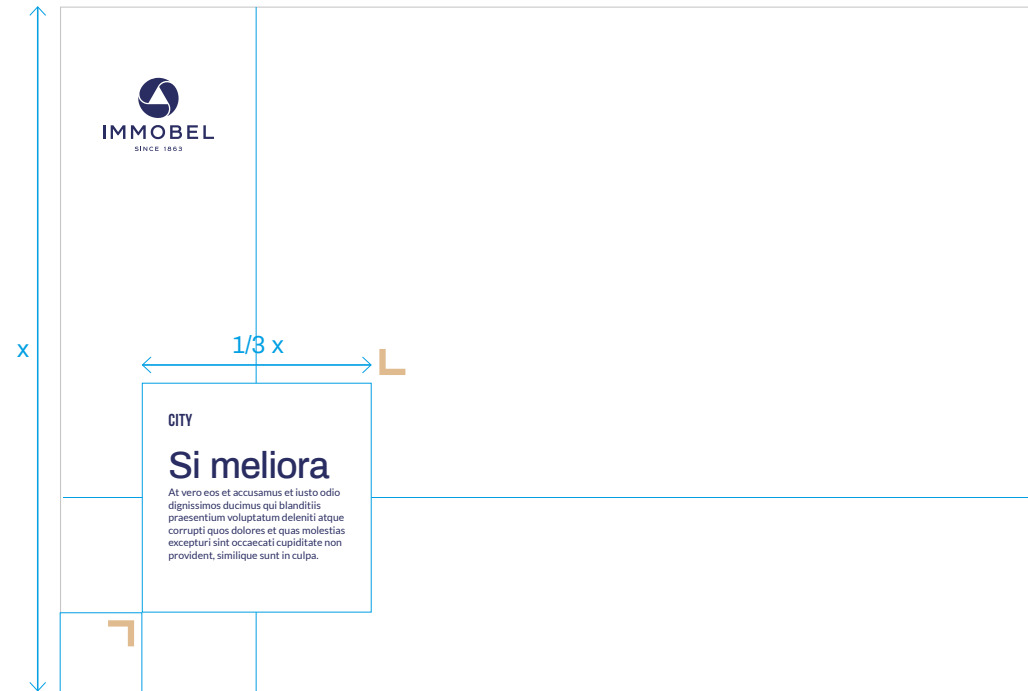 IMMOBEL
SINCE 1863
x
1/3 x
CITY
Si meliora
At vero eos et accusamus et iusto odio
dignissimos ducimus qui blanditiis
praesentium voluptatum deleniti atque
corrupti quos dolores et quas molestias
excepturi sint occaecati cupiditate non
provident, similique sunt in culpa.